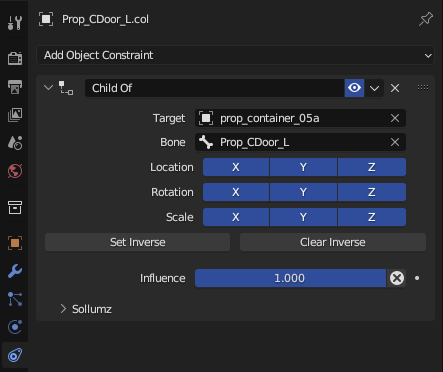 Prop_CDoor_L.col
Add Object Constraint
Child Of
Target prop_container_05a
Bone Prop_CDoor_L
Location X Y Z
Rotation X Y Z
Scale X Y Z
Set Inverse Clear Inverse
Influence 1.000
Sollumz